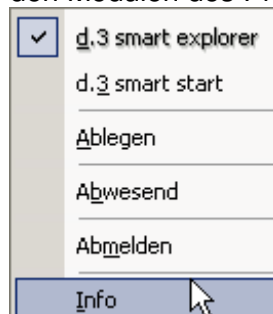 d.3 smart explorer
d.3 smart start
Ablegen
Abwesend
Abmelden
Info